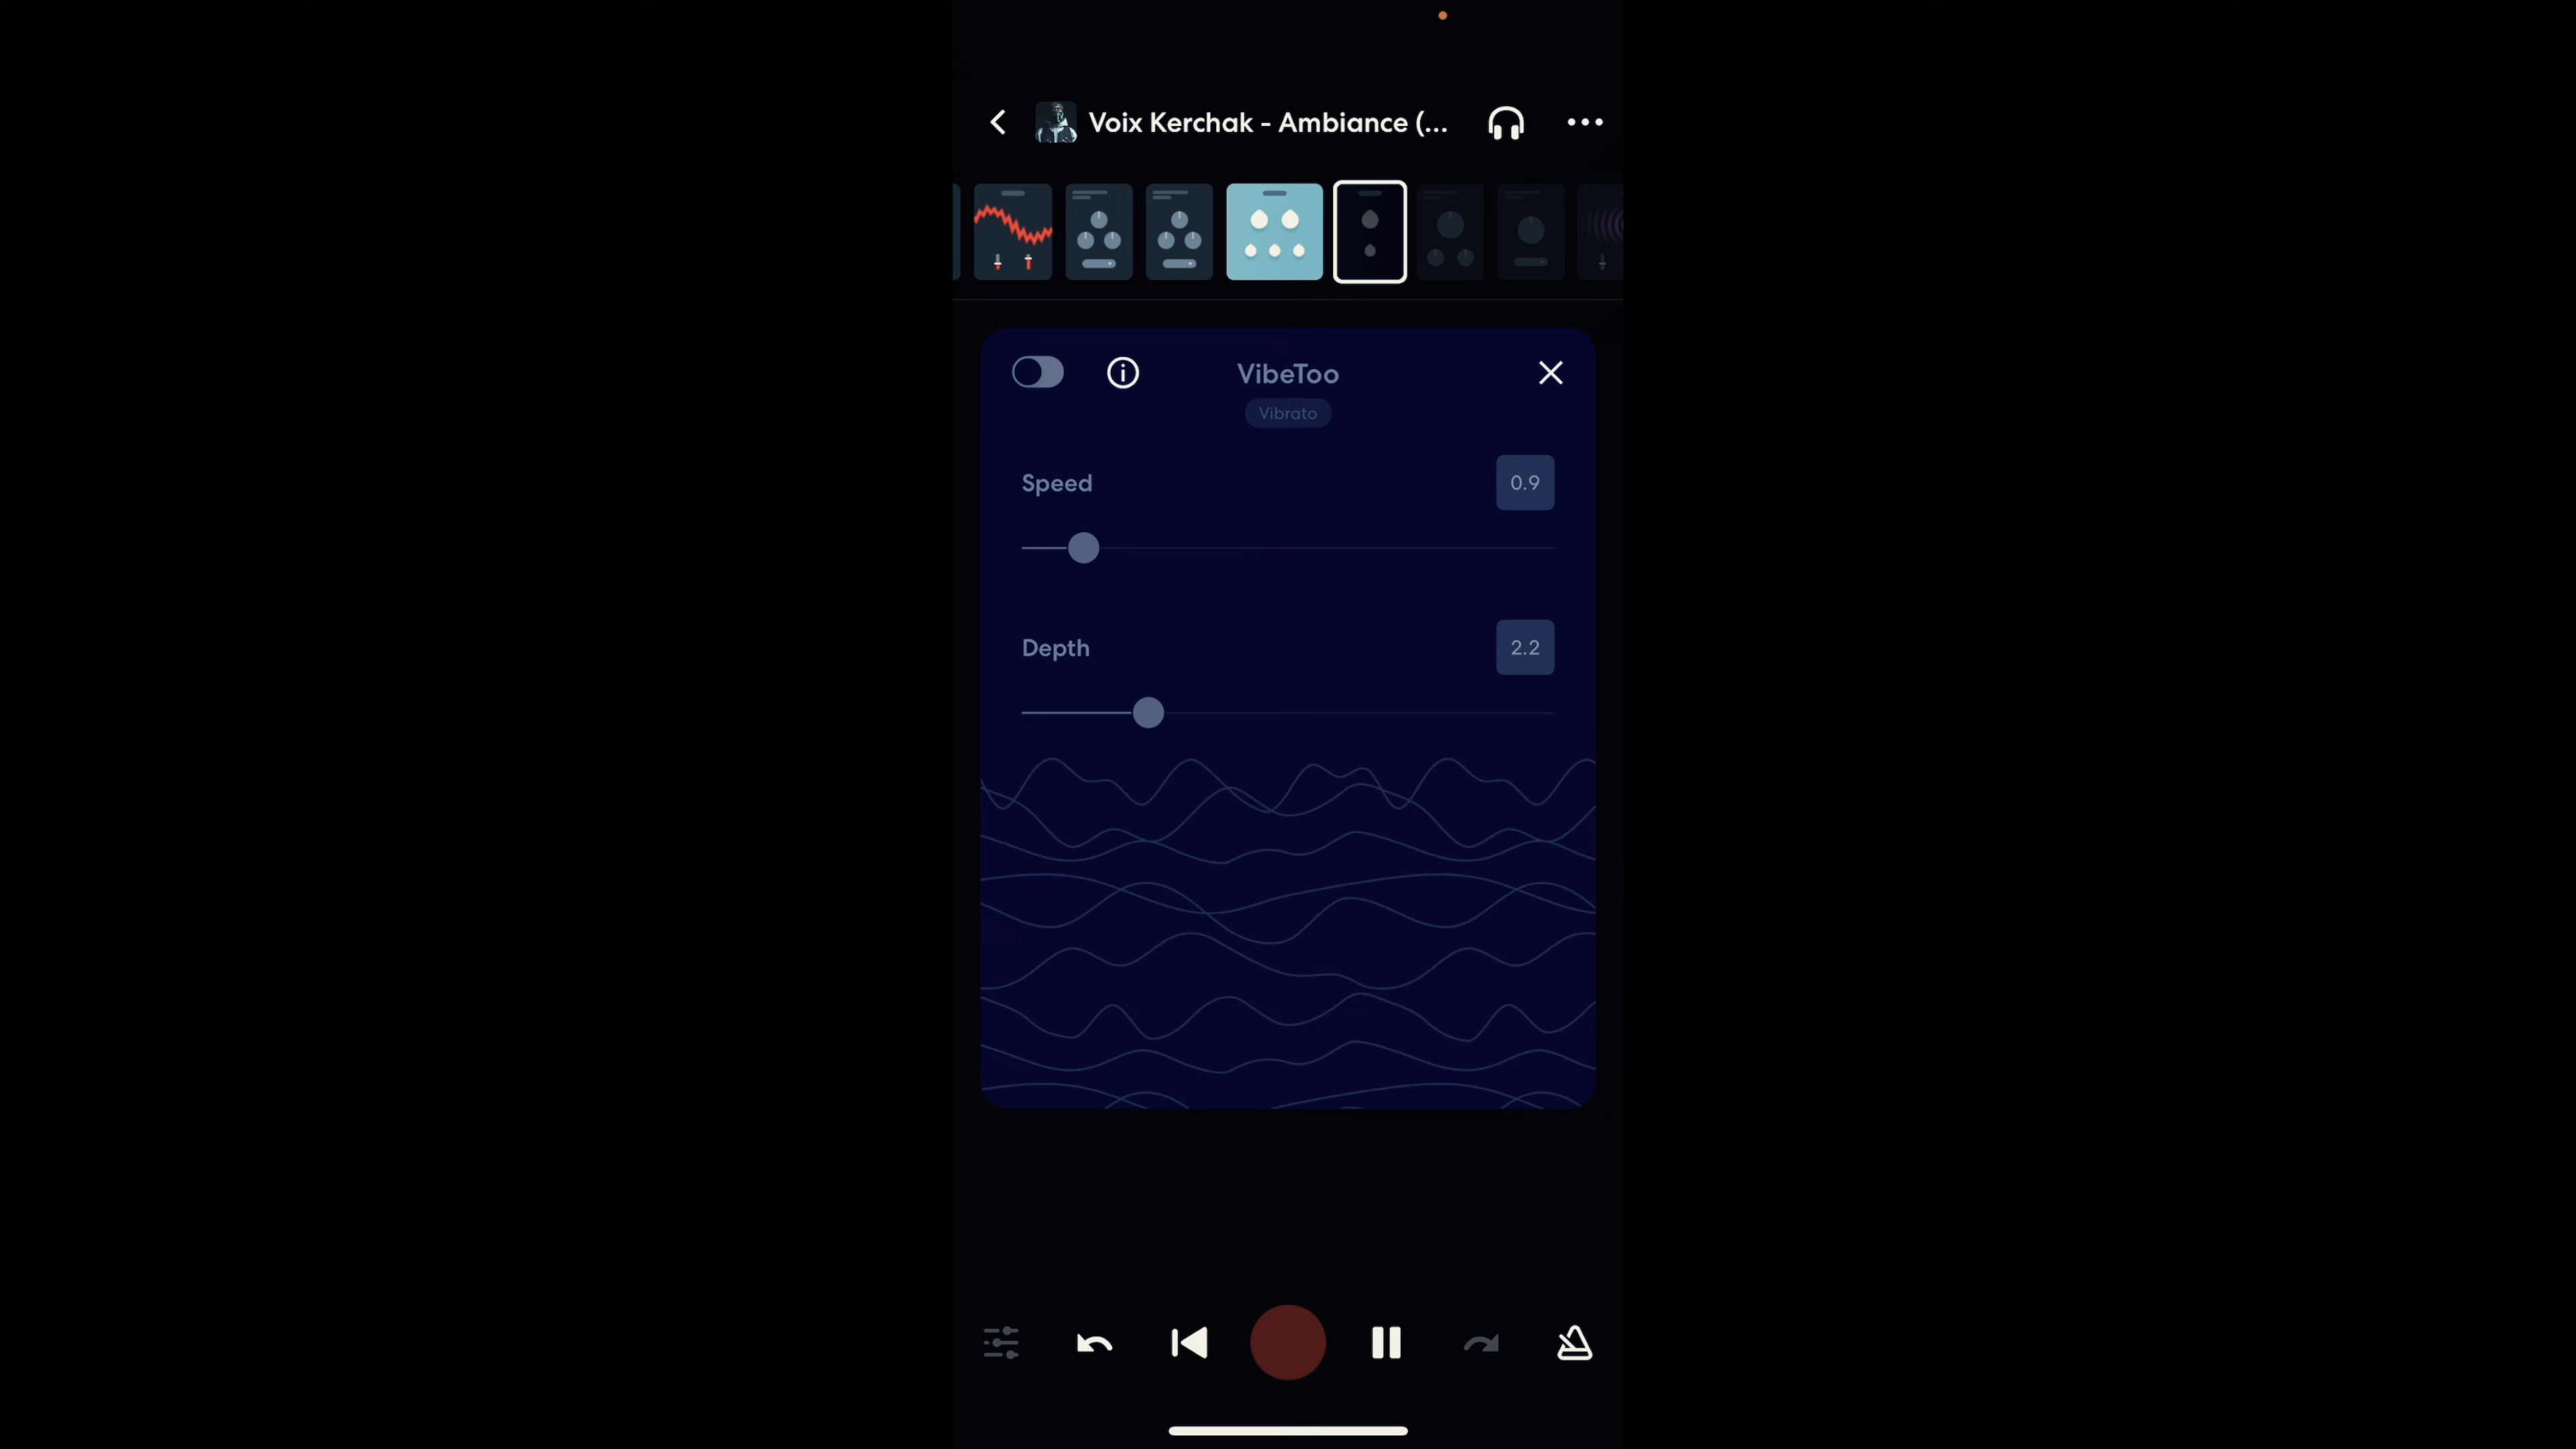 Voix Kerchak - Ambiance (...
VibeToo
Vibrato
Speed
0.9
Depth
2.2